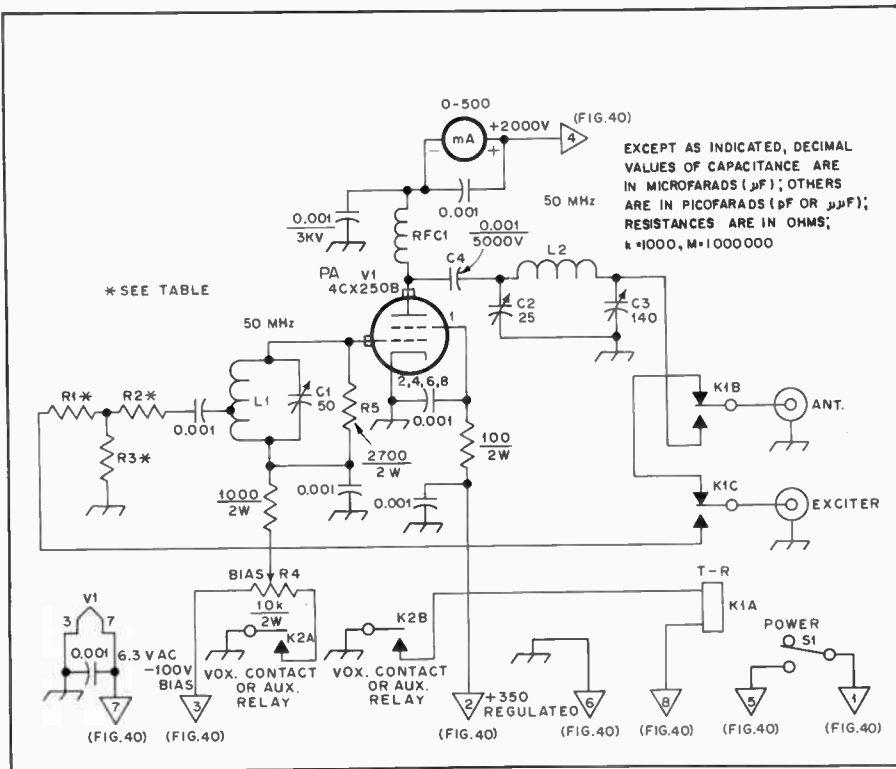 0-500
mA
-
+
+2000V
4
(FIG.40)
EXCEPT AS INDICATED, DECIMAL
VALUES OF CAPACITANCE ARE
IN MICROFARADS (µF); OTHERS
ARE IN PICOFARADS (pF OR µµF);
RESISTANCES ARE IN OHMS;
k=1000, M=1000000
0.001
3KV
RFC1
0.001
50 MHz
0.001
5000V
C4
L2
PA
V1
4CX250B
C2
25
C3
140
* SEE TABLE
50 MHz
1
2,4,6,8
R1*
R2*
R3*
0.001
L1
C1
50
R5
2700
2W
0.001
0.001
100
2W
0.001
1000
2W
K1B
ANT.
K1C
EXCITER
BIAS
R4
10k
2W
K2A
VOX. CONTACT
OR AUX.
RELAY
K2B
VOX. CONTACT
OR AUX.
RELAY
T-R
K1A
POWER
S1
V1
3
7
0.001
6.3 VAC
-100V
BIAS
+350
REGULATED
7
(FIG.40)
3
(FIG.40)
2
(FIG.40)
6
(FIG.40)
8
(FIG.40)
5
(FIG.40)
1
(FIG.40)